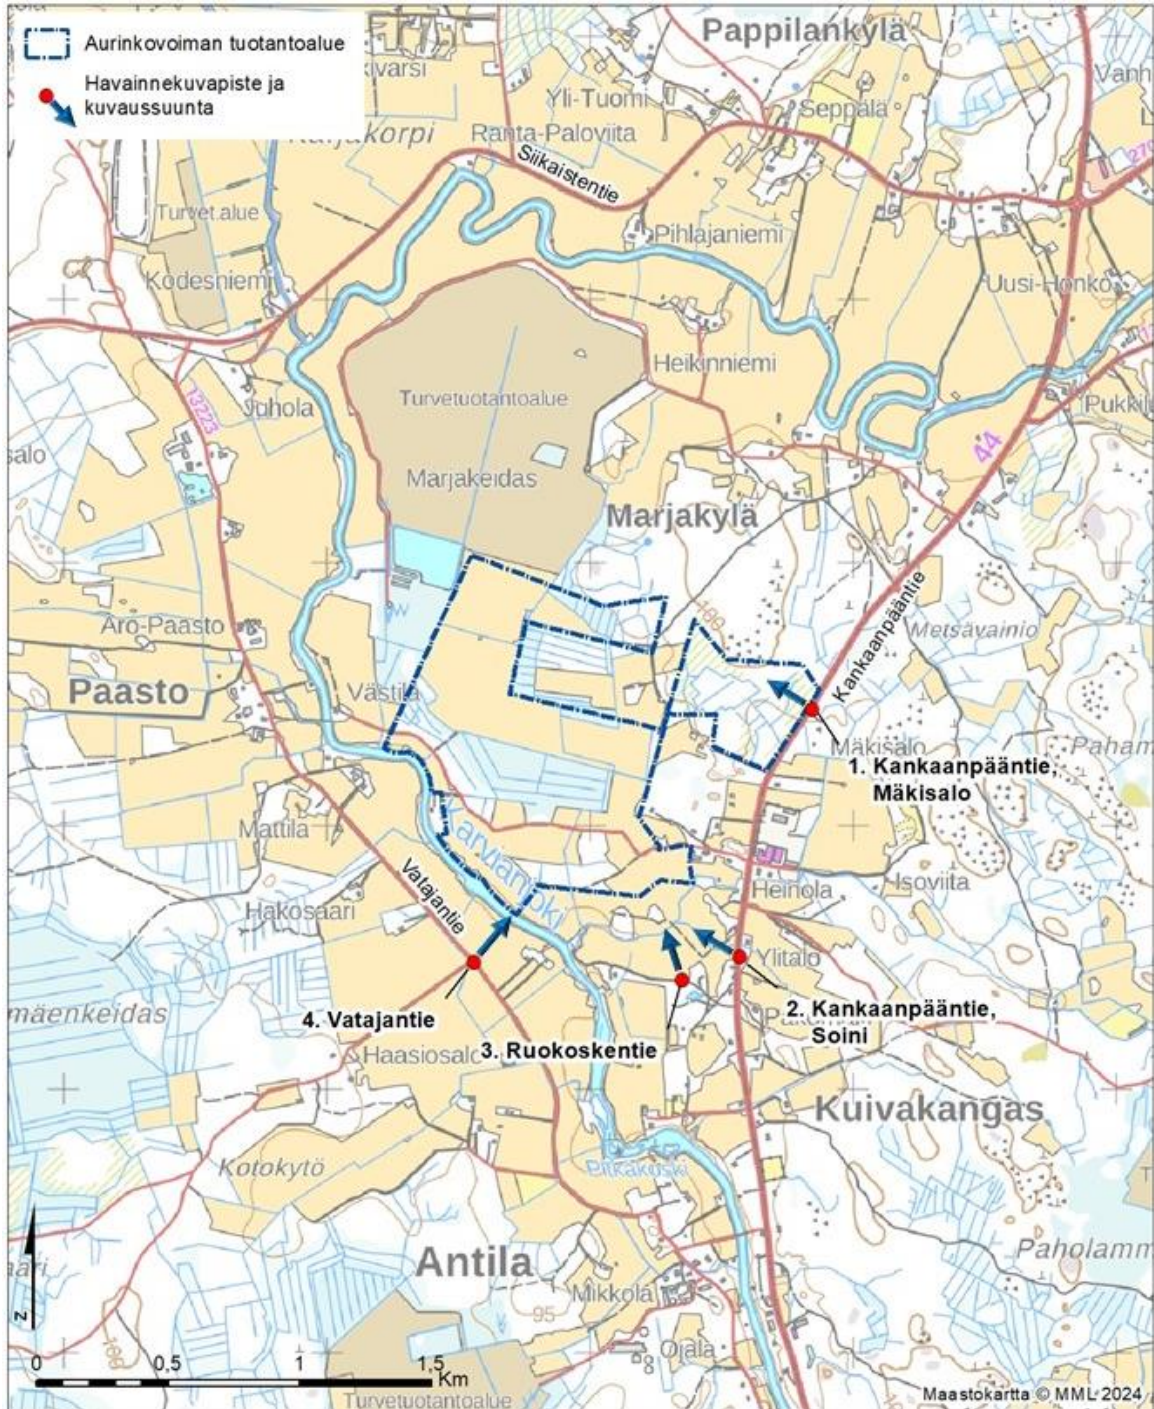 Aurinkovoiman tuotantoalue
Havainnekuvapiste ja
kuvaussuunta
Pappilankylä
Yli-Tuomi
Seppälä
Ranta-Paloviita
Siikaistentie
Turvet.alue
Pihlajaniemi
Kodesniemi
Uusi-Honko
Heikinniemi
Turvetuotantoalue
13223
Juhola
44
Marjakeidas
Marjakylä
100
Kankaanpääntie
Metsävainio
Aro-Paasto
Paasto
Västilä
Mäkisalo
1. Kankaanpääntie,
Mäkisalo
Mattila
Karvianjoki
Vatajantie
Heinola
Isoviita
Hakosaari
Ylitalo
mäenkeidas
4. Vatajantie
2. Kankaanpääntie,
Soini
3. Ruokoskentie
Haasiosalo
Kuivakangas
Kotokytö
Pitkäkoski
Antila
Paholamm
Mikkola
95
Ojala
100
Z
0 0,5 1 1,5
Km
Turvetuotantoalue
Maastokartta © MML 2024